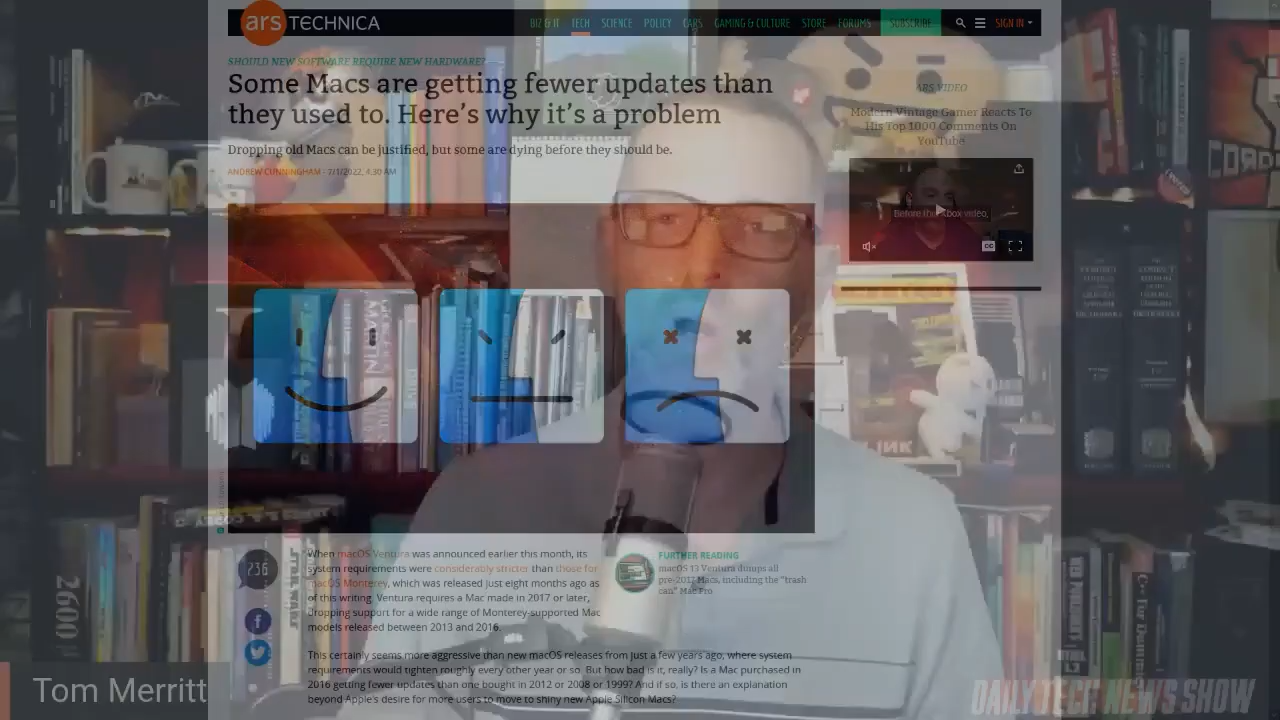 ars TECHNICA
BIZ & IT TECH SCIENCE POLICY CARS GAMING & CULTURE STORE FORUMS SUBSCRIBE SIGN IN
SHOULD NEW SOFTWARE REQUIRE NEW HARDWARE?
Some Macs are getting fewer updates than
they used to. Here's why it's a problem
Dropping old Macs can be justified, but some are dying before they should be.
ANDREW CUNNINGHAM - 7/1/2022, 4:30 AM
ARS VIDEO
Modern Vintage Gamer Reacts To
His Top 1000 Comments On
YouTube
Before the Xbox video,
CC
236
When macOS Ventura was announced earlier this month, its
system requirements were considerably stricter than those for
macOS Monterey, which was released just eight months ago as
of this writing. Ventura requires a Mac made in 2017 or later,
dropping support for a wide range of Monterey-supported Mac
models released between 2013 and 2016.
FURTHER READING
macOS 13 Ventura dumps all
pre-2017 Macs, including the "trash
can" Mac Pro
This certainly seems more aggressive than new macOS releases from just a few years ago, where system
requirements would tighten roughly every other year or so. But how bad is it, really? Is a Mac purchased in
2016 getting fewer updates than one bought in 2012 or 2008 or 1999? And if so, is there an explanation
beyond Apple's desire for more users to move to shiny new Apple Silicon Macs?
2600
Tom Merritt
DAILY TECH NEWS SHOW